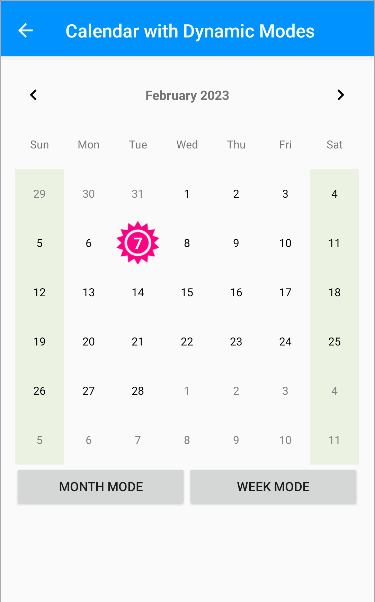 Calendar with Dynamic Modes
February 2023
Sun Mon Tue Wed Thu Fri Sat
29 30 31 1 2 3 4
5 6 7 8 9 10 11
12 13 14 15 16 17 18
19 20 21 22 23 24 25
26 27 28 1 2 3 4
5 6 7 8 9 10 11
MONTH MODE WEEK MODE